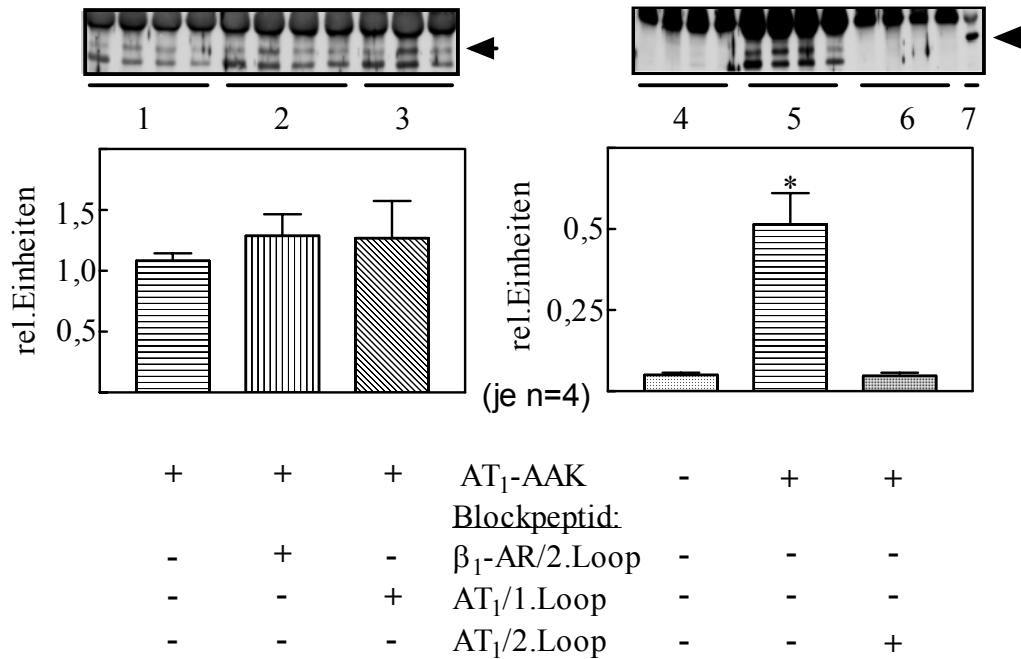 1 2 3 4 5 6 7
rel.Einheiten
1,5
1,0
0,5
rel.Einheiten
*
0,5
0,25
(je n=4)
+ + + AT1-AAK - + +
Blockpeptid:
- + - β1-AR/2.Loop - - -
- - + AT1/1.Loop - - -
- - - AT1/2.Loop - - +